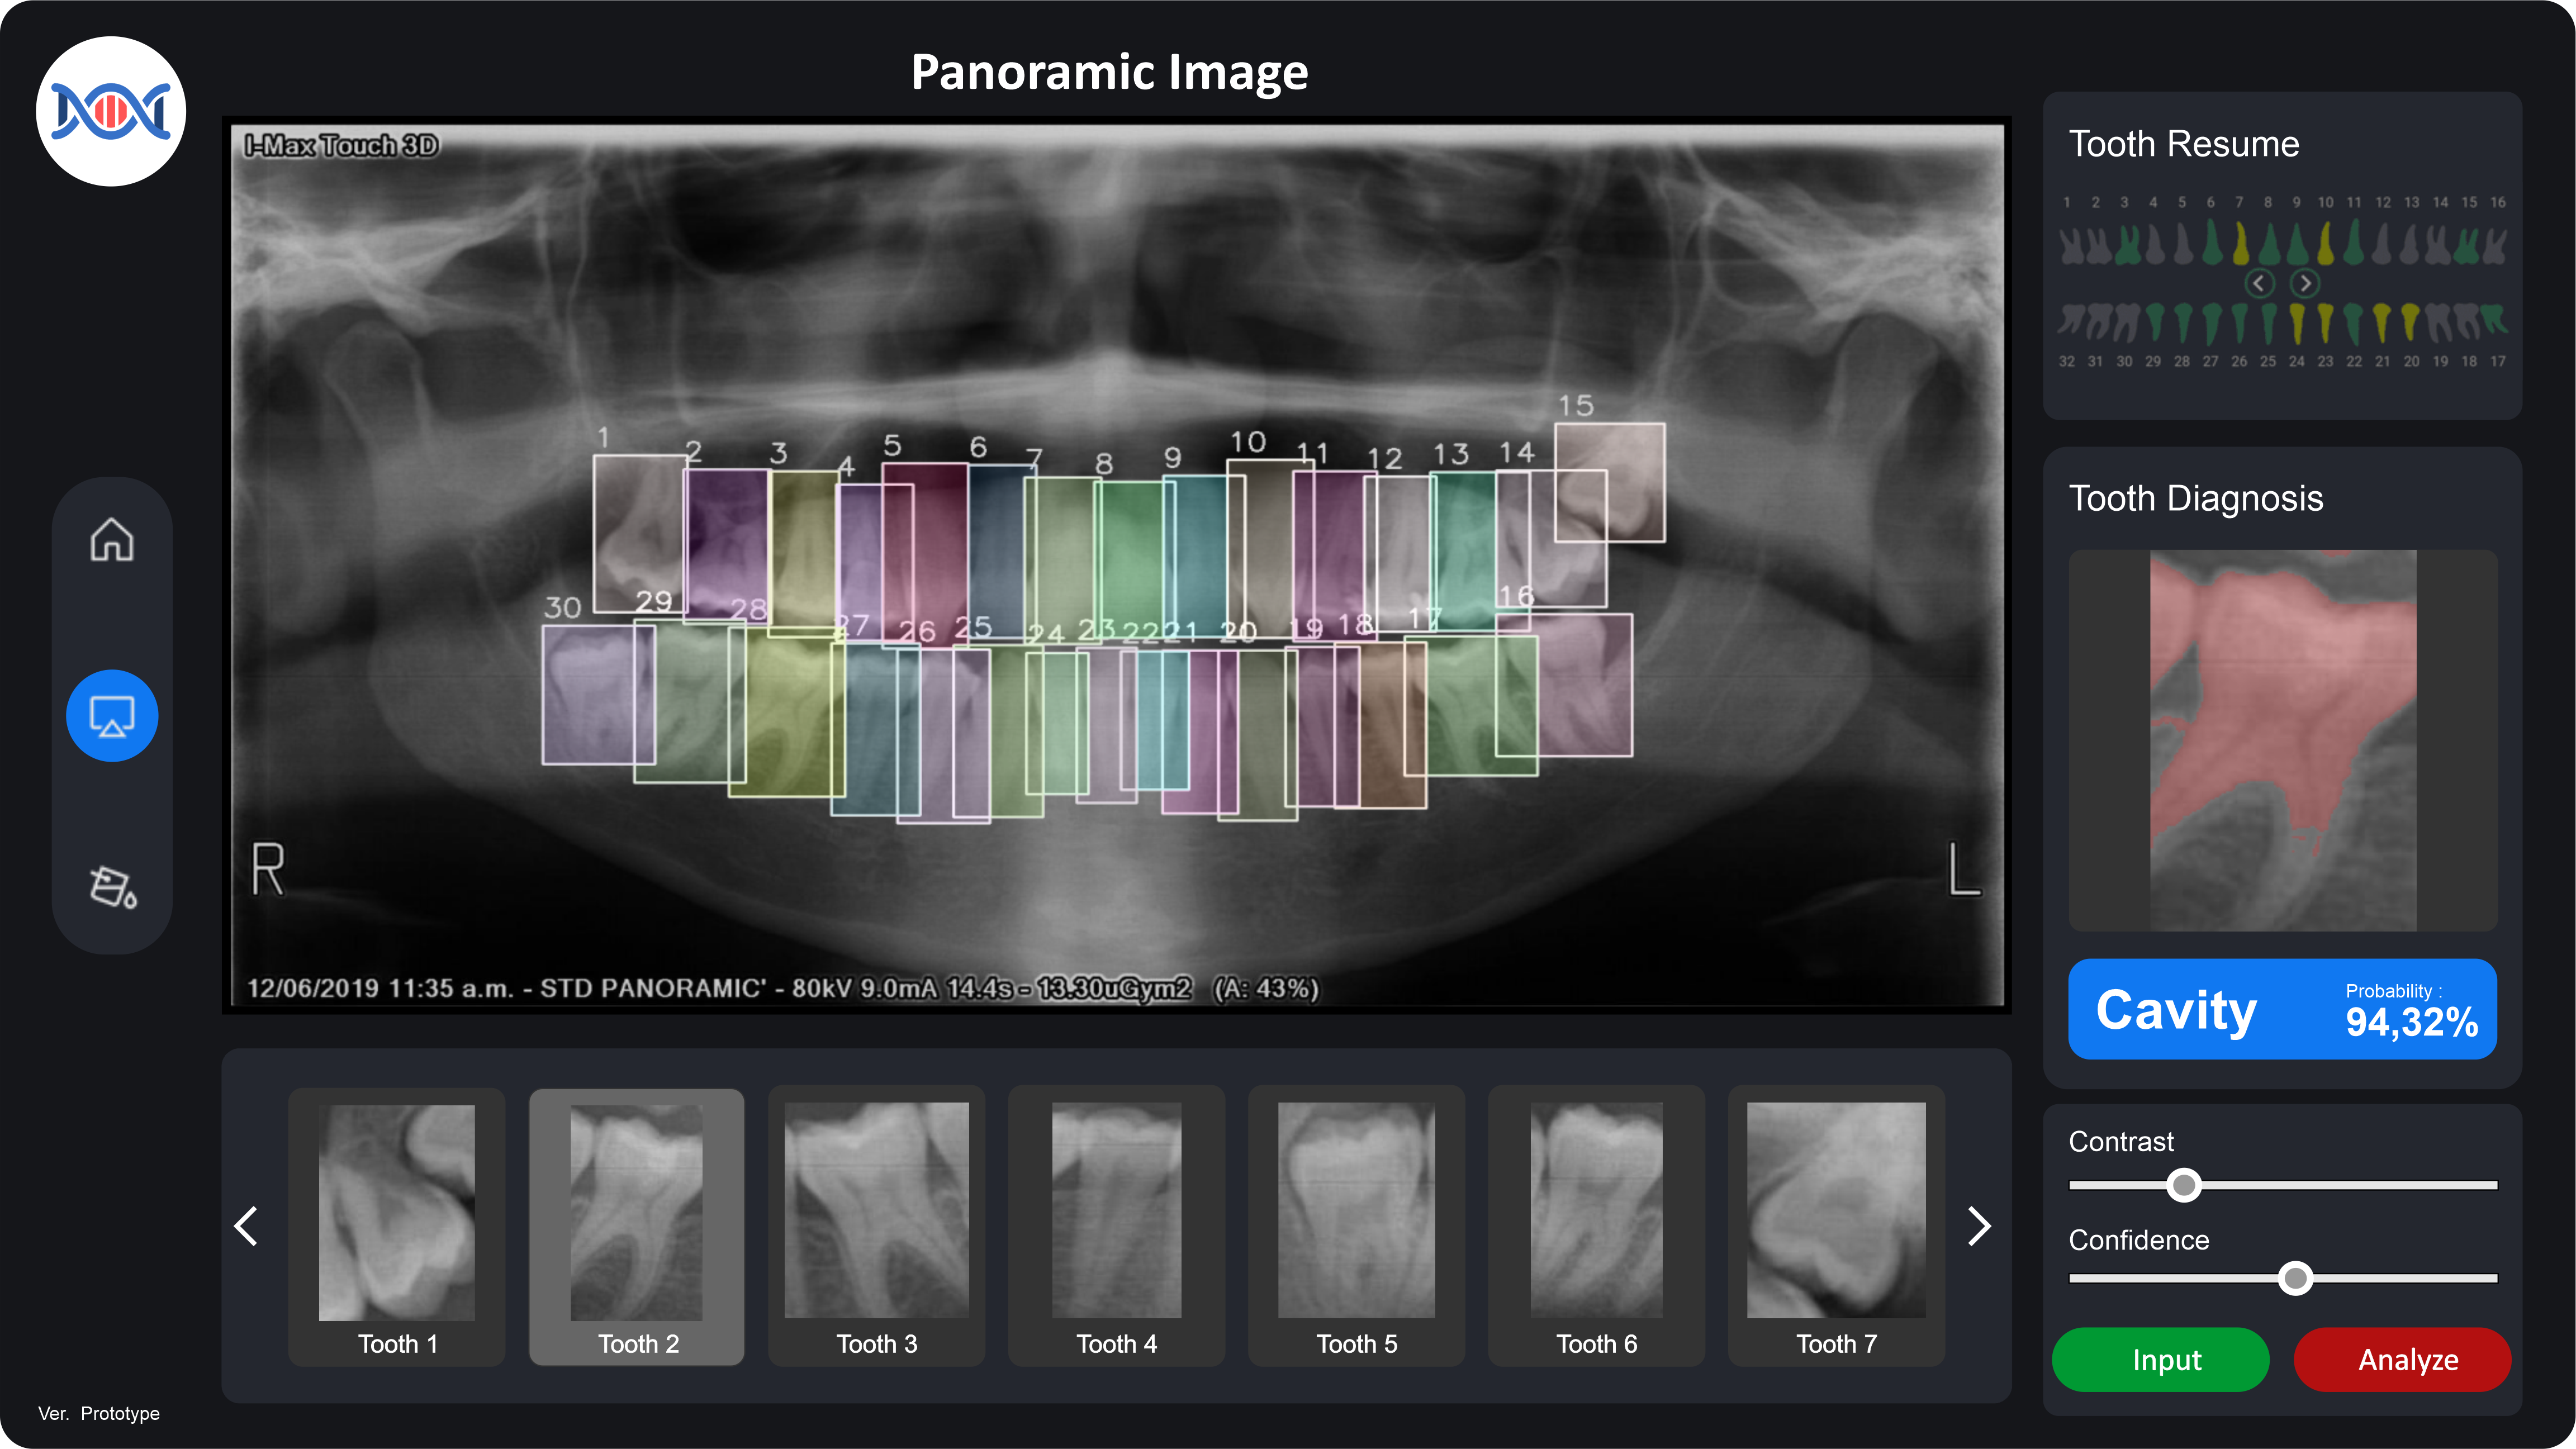 Panoramic Image
I-Max Touch 3D
15
1 2 3 4 5 6 7 8 9 10 11 12 13 14
30 29 28 27 26 25 24 23 22 21 20 19 18 17 16
R
L
12/06/2019 11:35 a.m. - STD PANORAMIC' - 80kV 9.0mA 14.4s - 13.30uGym2 (A: 43%)
Tooth 1
Tooth 2
Tooth 3
Tooth 4
Tooth 5
Tooth 6
Tooth 7
Ver. Prototype
Tooth Resume
1 2 3 4 5 6 7 8 9 10 11 12 13 14 15 16
32 31 30 29 28 27 26 25 24 23 22 21 20 19 18 17
Tooth Diagnosis
Cavity
Probability :
94,32%
Contrast
Confidence
Input
Analyze